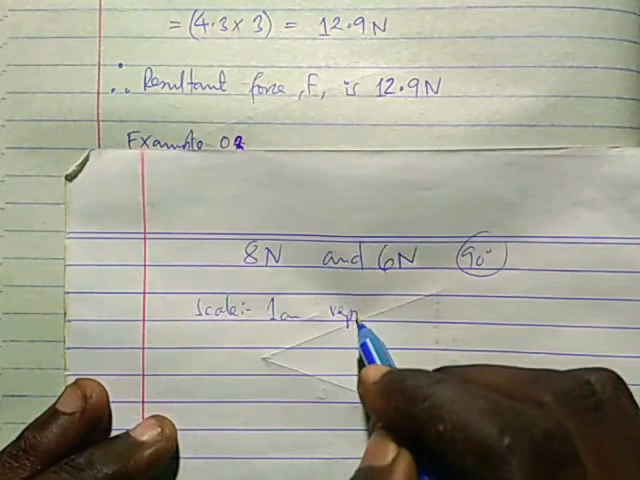 = (4.3 x 3) = 12.9N
∴ Resultant force, F, is 12.9N
Example 02
8N and 6N 90°
Scale:- 1cm rep